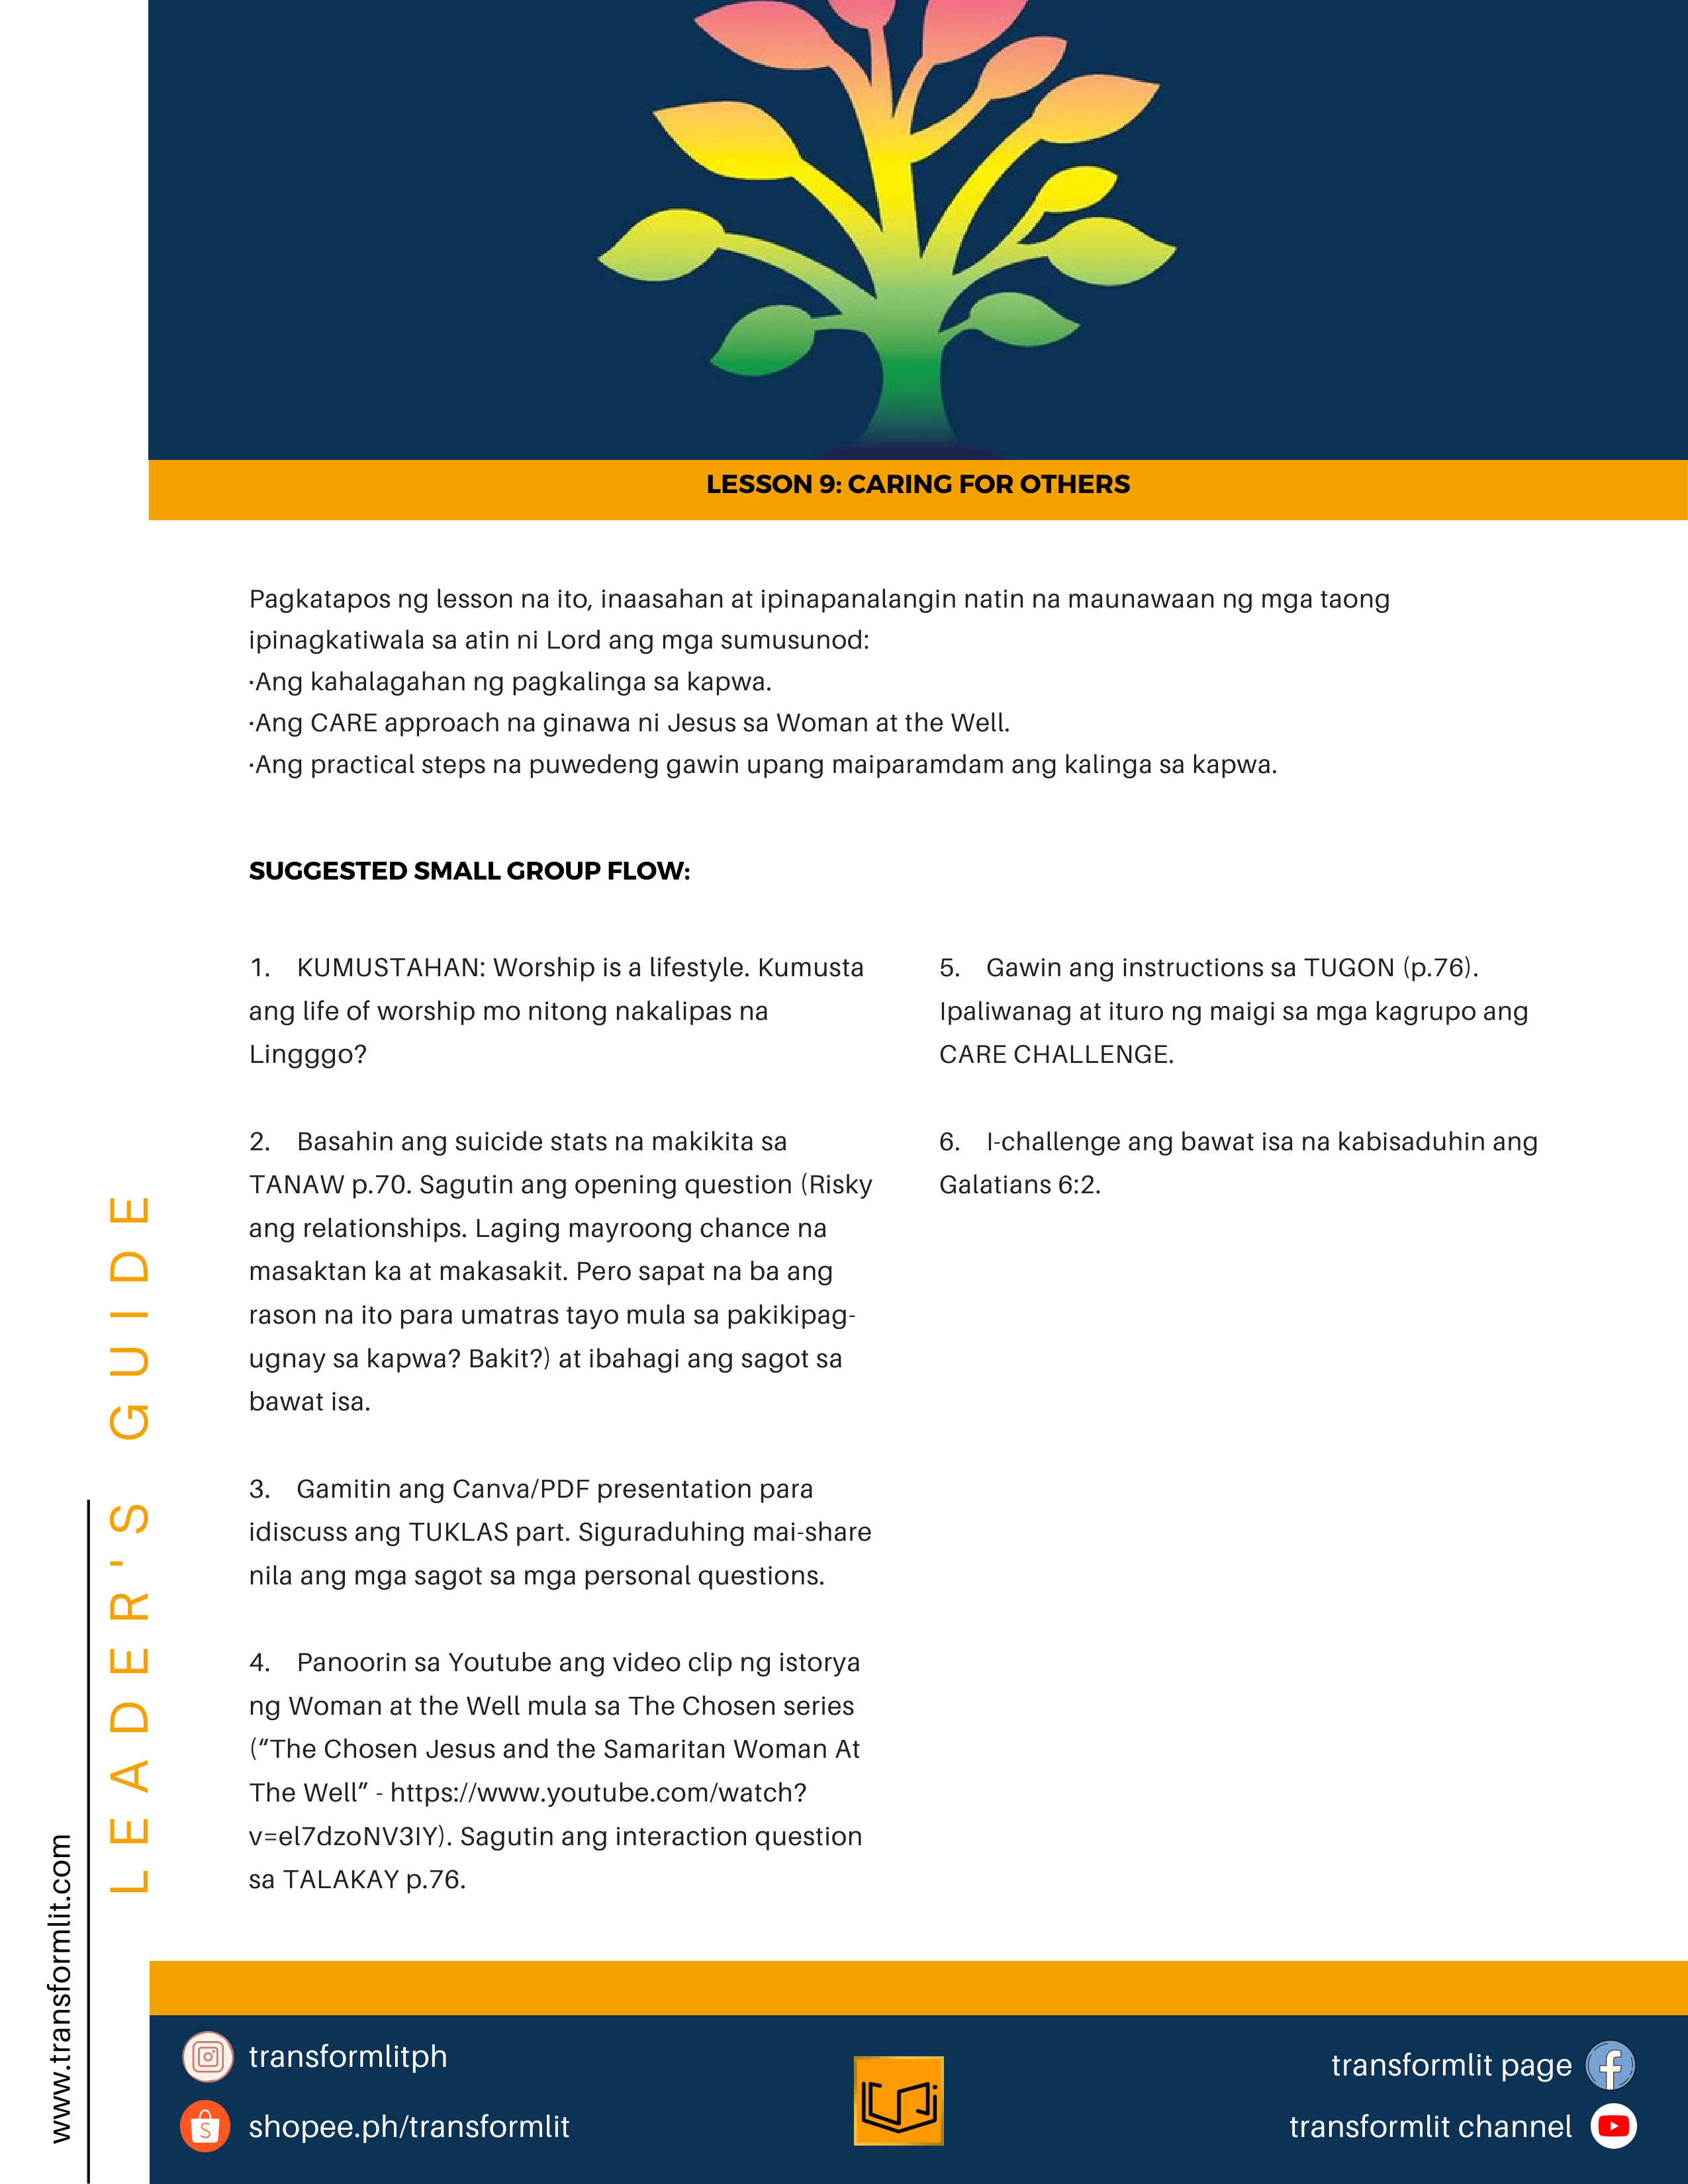 LESSON 9: CARING FOR OTHERS
Pagkatapos ng lesson na ito, inaasahan at ipinapanalangin natin na maunawaan ng mga taong
ipinagkatiwala sa atin ni Lord ang mga sumusunod:
·Ang kahalagahan ng pagkalinga sa kapwa.
·Ang CARE approach na ginawa ni Jesus sa Woman at the Well.
·Ang practical steps na puwedeng gawin upang maiparamdam ang kalinga sa kapwa.
SUGGESTED SMALL GROUP FLOW:
1. KUMUSTAHAN: Worship is a lifestyle. Kumusta
ang life of worship mo nitong nakalipas na
Lingggo?
2. Basahin ang suicide stats na makikita sa
TANAW p.70. Sagutin ang opening question (Risky
ang relationships. Laging mayroong chance na
masaktan ka at makasakit. Pero sapat na ba ang
rason na ito para umatras tayo mula sa pakikipag-
ugnay sa kapwa? Bakit?) at ibahagi ang sagot sa
bawat isa.
3. Gamitin ang Canva/PDF presentation para
idiscuss ang TUKLAS part. Siguraduhing mai-share
nila ang mga sagot sa mga personal questions.
4. Panoorin sa Youtube ang video clip ng istorya
ng Woman at the Well mula sa The Chosen series
(“The Chosen Jesus and the Samaritan Woman At
The Well” - https://www.youtube.com/watch?
v=el7dzoNV3IY). Sagutin ang interaction question
sa TALAKAY p.76.
5. Gawin ang instructions sa TUGON (p.76).
Ipaliwanag at ituro ng maigi sa mga kagrupo ang
CARE CHALLENGE.
6. I-challenge ang bawat isa na kabisaduhin ang
Galatians 6:2.
LEADER'S GUIDE
www.transformlit.com
transformlitph
shopee.ph/transformlit
transformlit page
transformlit channel